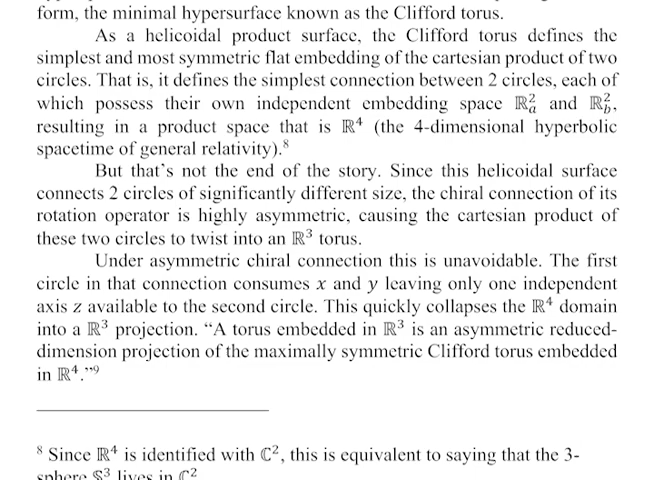 form, the minimal hypersurface known as the Clifford torus.
As a helicoidal product surface, the Clifford torus defines the
simplest and most symmetric flat embedding of the cartesian product of two
circles. That is, it defines the simplest connection between 2 circles, each of
which possess their own independent embedding space ℝ²ₐ and ℝ²_b,
resulting in a product space that is ℝ⁴ (the 4-dimensional hyperbolic
spacetime of general relativity).⁸
But that's not the end of the story. Since this helicoidal surface
connects 2 circles of significantly different size, the chiral connection of its
rotation operator is highly asymmetric, causing the cartesian product of
these two circles to twist into an ℝ³ torus.
Under asymmetric chiral connection this is unavoidable. The first
circle in that connection consumes x and y leaving only one independent
axis z available to the second circle. This quickly collapses the ℝ⁴ domain
into a ℝ³ projection. “A torus embedded in ℝ³ is an asymmetric reduced-
dimension projection of the maximally symmetric Clifford torus embedded
in ℝ⁴.”⁹
⁸ Since ℝ⁴ is identified with ℂ², this is equivalent to saying that the 3-
sphere 𝕊³ lives in ℂ²